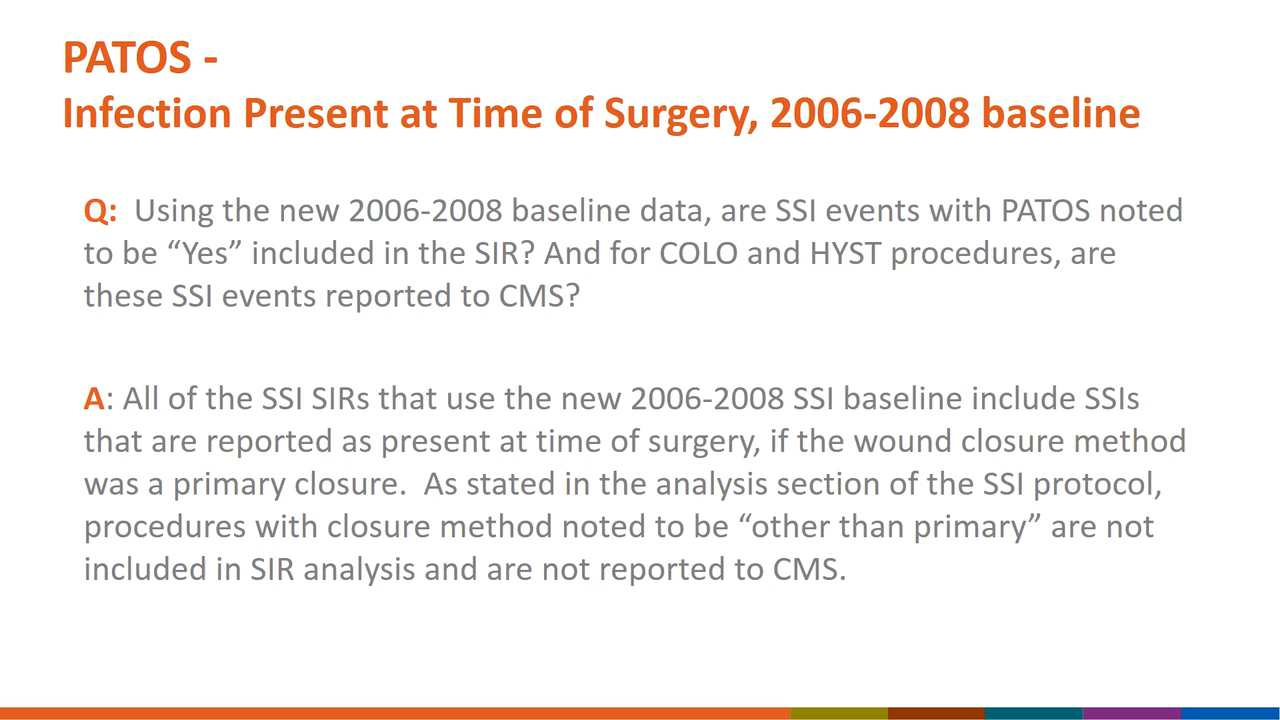 PATOS -
Infection Present at Time of Surgery, 2006-2008 baseline
Q:  Using the new 2006-2008 baseline data, are SSI events with PATOS noted
to be “Yes” included in the SIR? And for COLO and HYST procedures, are
these SSI events reported to CMS?
A: All of the SSI SIRs that use the new 2006-2008 SSI baseline include SSIs
that are reported as present at time of surgery, if the wound closure method
was a primary closure.  As stated in the analysis section of the SSI protocol,
procedures with closure method noted to be “other than primary” are not
included in SIR analysis and are not reported to CMS.